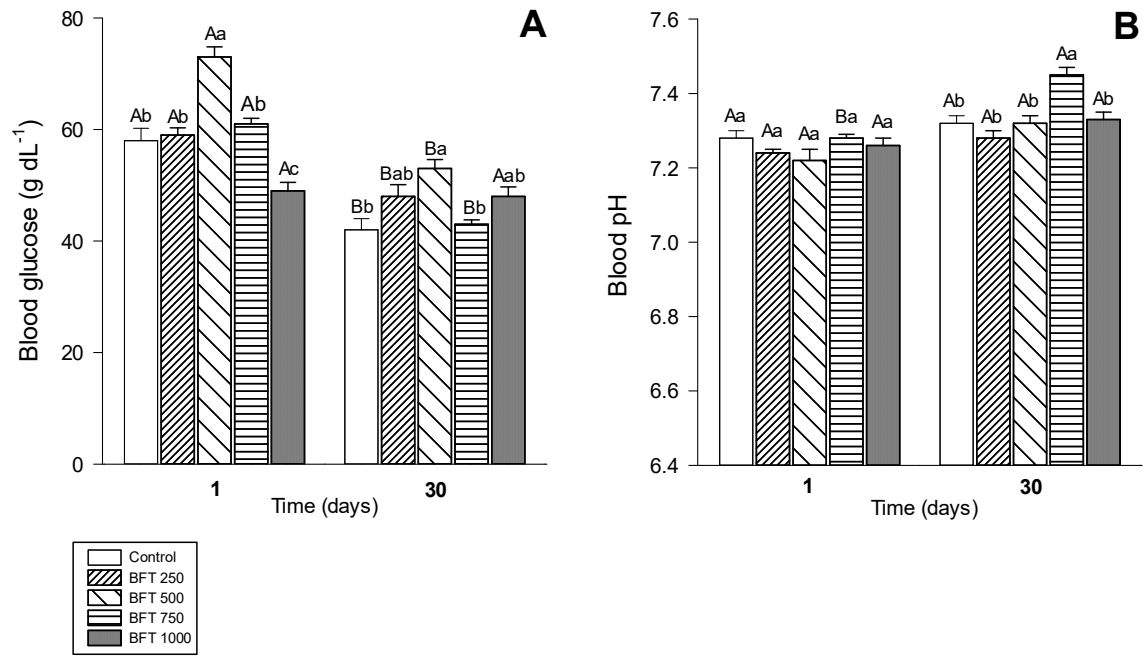 A
Blood glucose (g dL⁻¹)
80
60
40
20
0
Ab
Ab
Aa
Ab
Ac
Bb
Bab
Ba
Bb
Aab
1
30
Time (days)
B
Blood pH
7.6
7.4
7.2
7.0
6.8
6.6
6.4
Aa
Aa
Aa
Ba
Aa
Ab
Ab
Ab
Aa
Ab
1
30
Time (days)
Control
BFT 250
BFT 500
BFT 750
BFT 1000